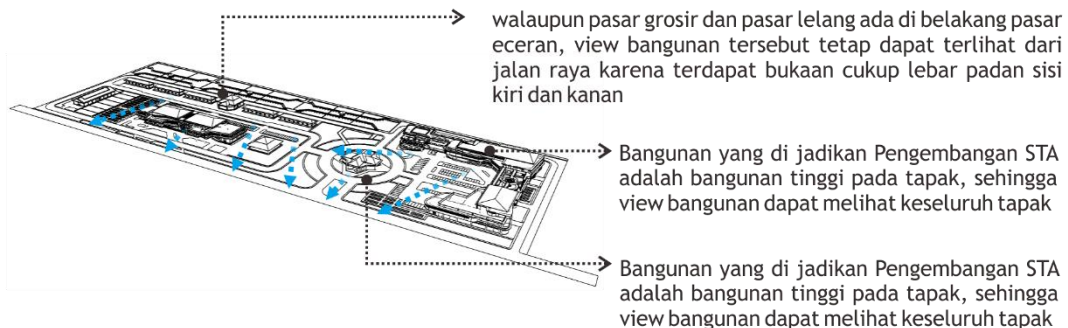 walaupun pasar grosir dan pasar lelang ada di belakang pasar
eceran, view bangunan tersebut tetap dapat terlihat dari
jalan raya karena terdapat bukaan cukup lebar padan sisi
kiri dan kanan
Bangunan yang di jadikan Pengembangan STA
adalah bangunan tinggi pada tapak, sehingga
view bangunan dapat melihat keseluruh tapak
Bangunan yang di jadikan Pengembangan STA
adalah bangunan tinggi pada tapak, sehingga
view bangunan dapat melihat keseluruh tapak